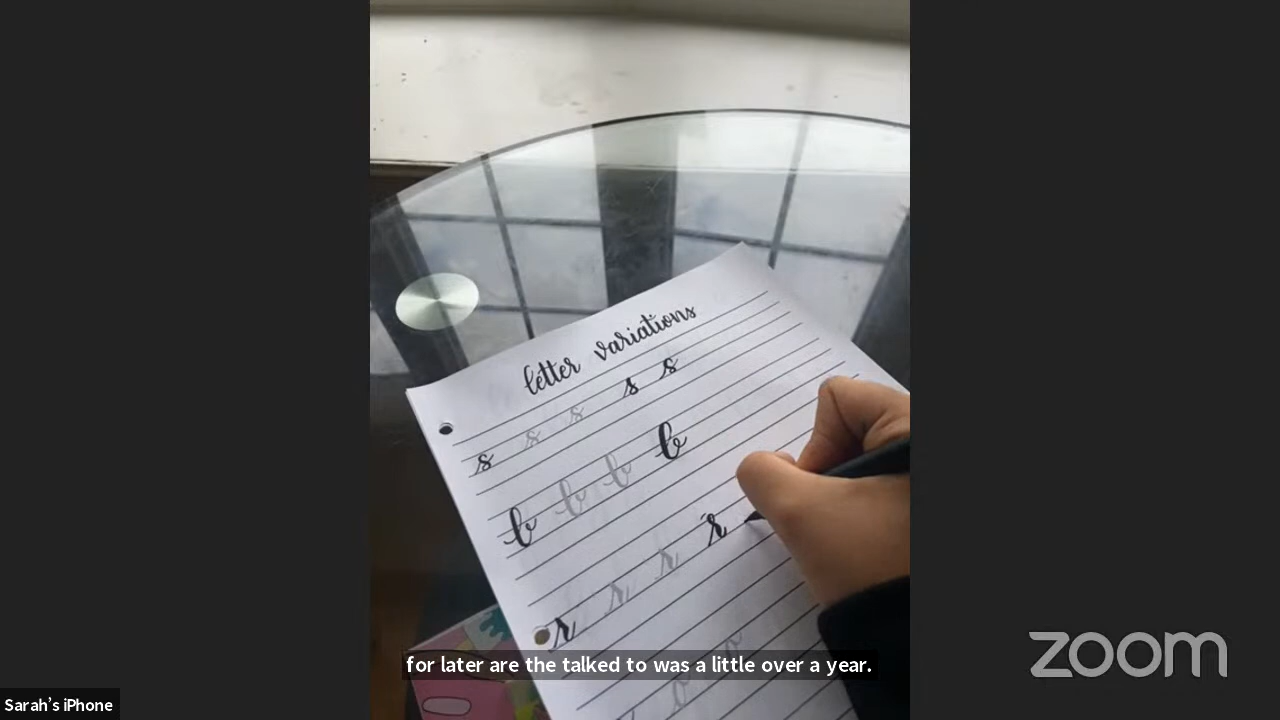 letter variations
s s s s s
b b b b
r r r r
for later are the talked to was a little over a year.
zoom
Sarah's iPhone